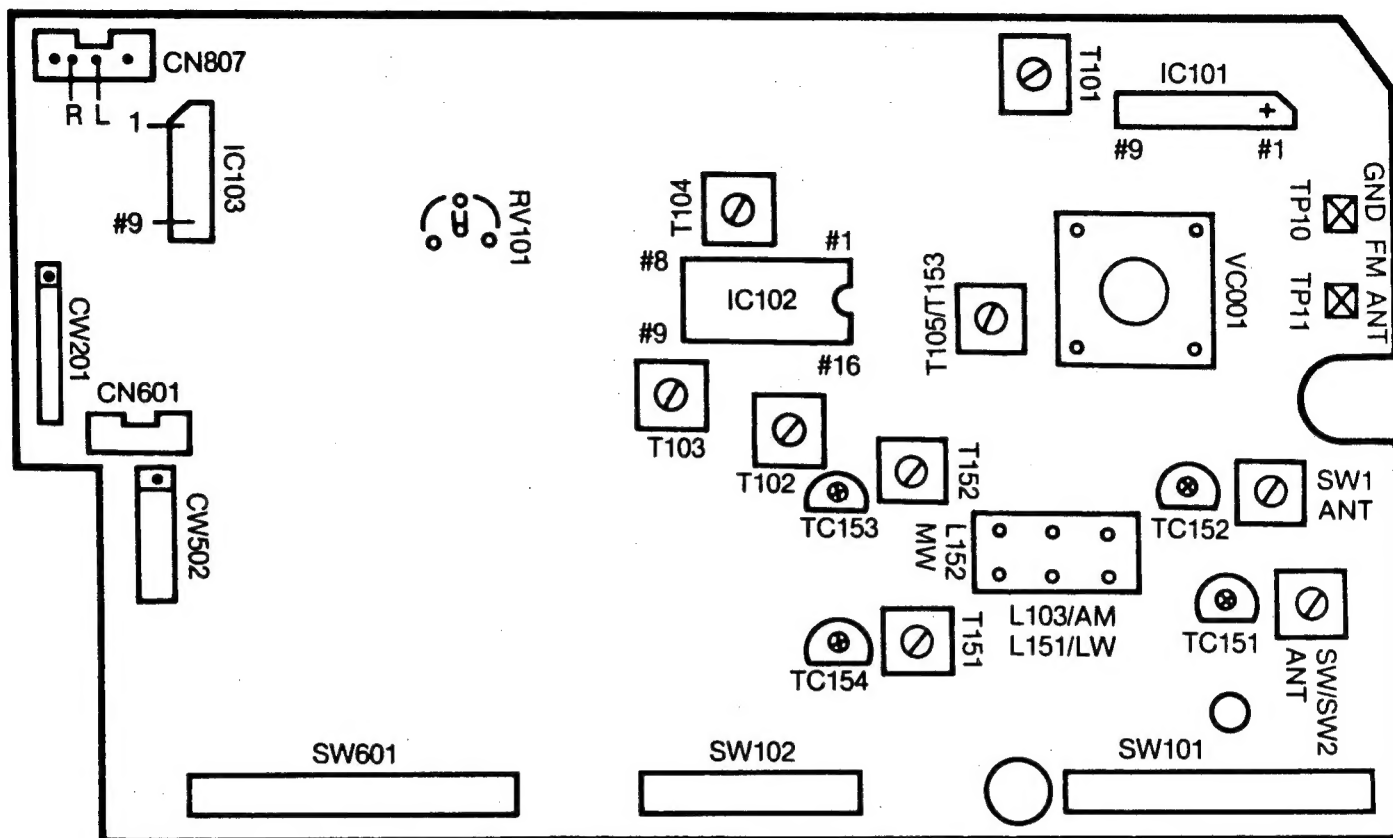 CN807
R L
1
#9
IC103
T101
IC101
#9
#1
GND
TP10
FM ANT
TP11
RV101
T104
#8
#1
IC102
#9
#16
T105/T153
VC001
CW201
CN601
CW502
T103
T102
TC153
T152
L152
MW
L103/AM
L151/LW
TC152
SW1
ANT
TC151
SW/SW2
ANT
TC154
T151
SW601
SW102
SW101